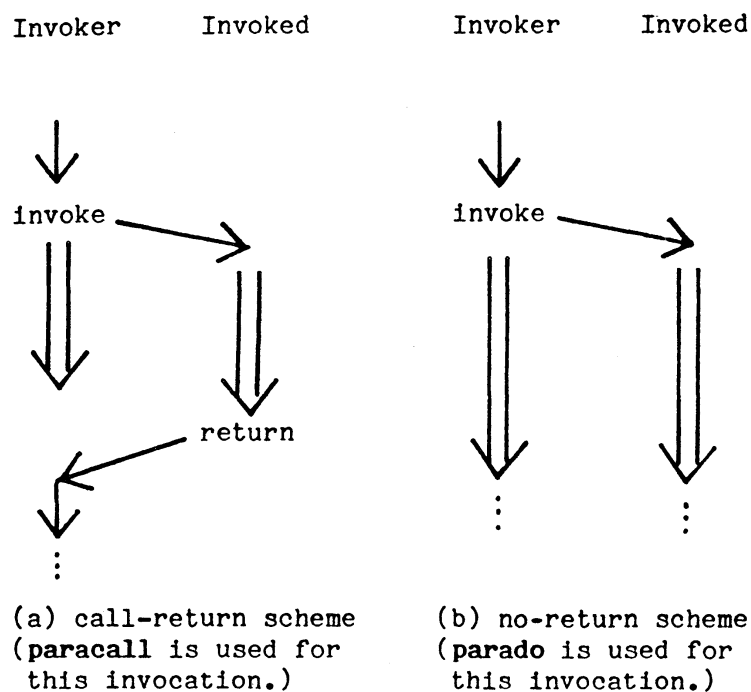 Invoker Invoked
invoke
return
(a) call-return scheme
(paracall is used for
this invocation.)
Invoker Invoked
invoke
(b) no-return scheme
(parado is used for
this invocation.)